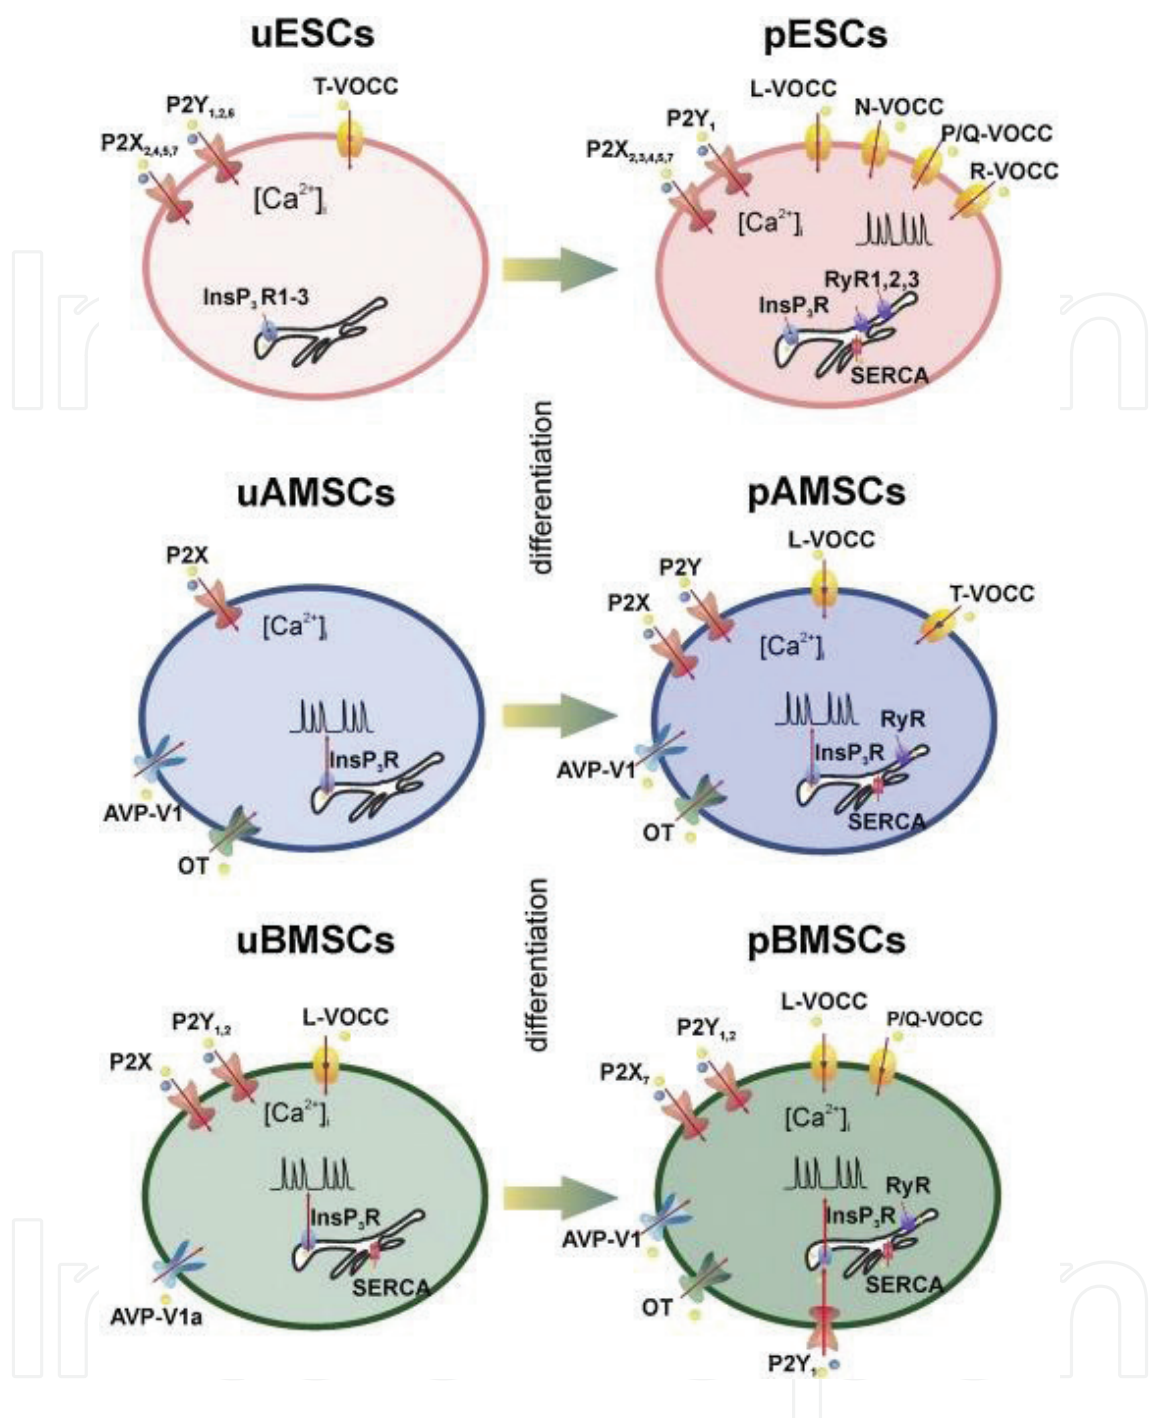 uESCs
pESCs
T-VOCC
P2Y1,2,6
P2X2,4,5,7
[Ca2+]i
InsP3R1-3
L-VOCC
N-VOCC
P/Q-VOCC
R-VOCC
P2Y1
P2X2,3,4,5,7
[Ca2+]i
RyR1,2,3
InsP3R
SERCA
differentiation
uAMSCs
pAMSCs
P2X
[Ca2+]i
InsP3R
AVP-V1
OT
L-VOCC
T-VOCC
P2Y
P2X
[Ca2+]i
RyR
InsP3R
AVP-V1
SERCA
OT
differentiation
uBMSCs
pBMSCs
L-VOCC
P2Y1,2
P2X
[Ca2+]i
InsP3R
SERCA
AVP-V1a
L-VOCC
P/Q-VOCC
P2Y1,2
P2X7
[Ca2+]i
RyR
InsP3R
AVP-V1
SERCA
OT
P2Y1